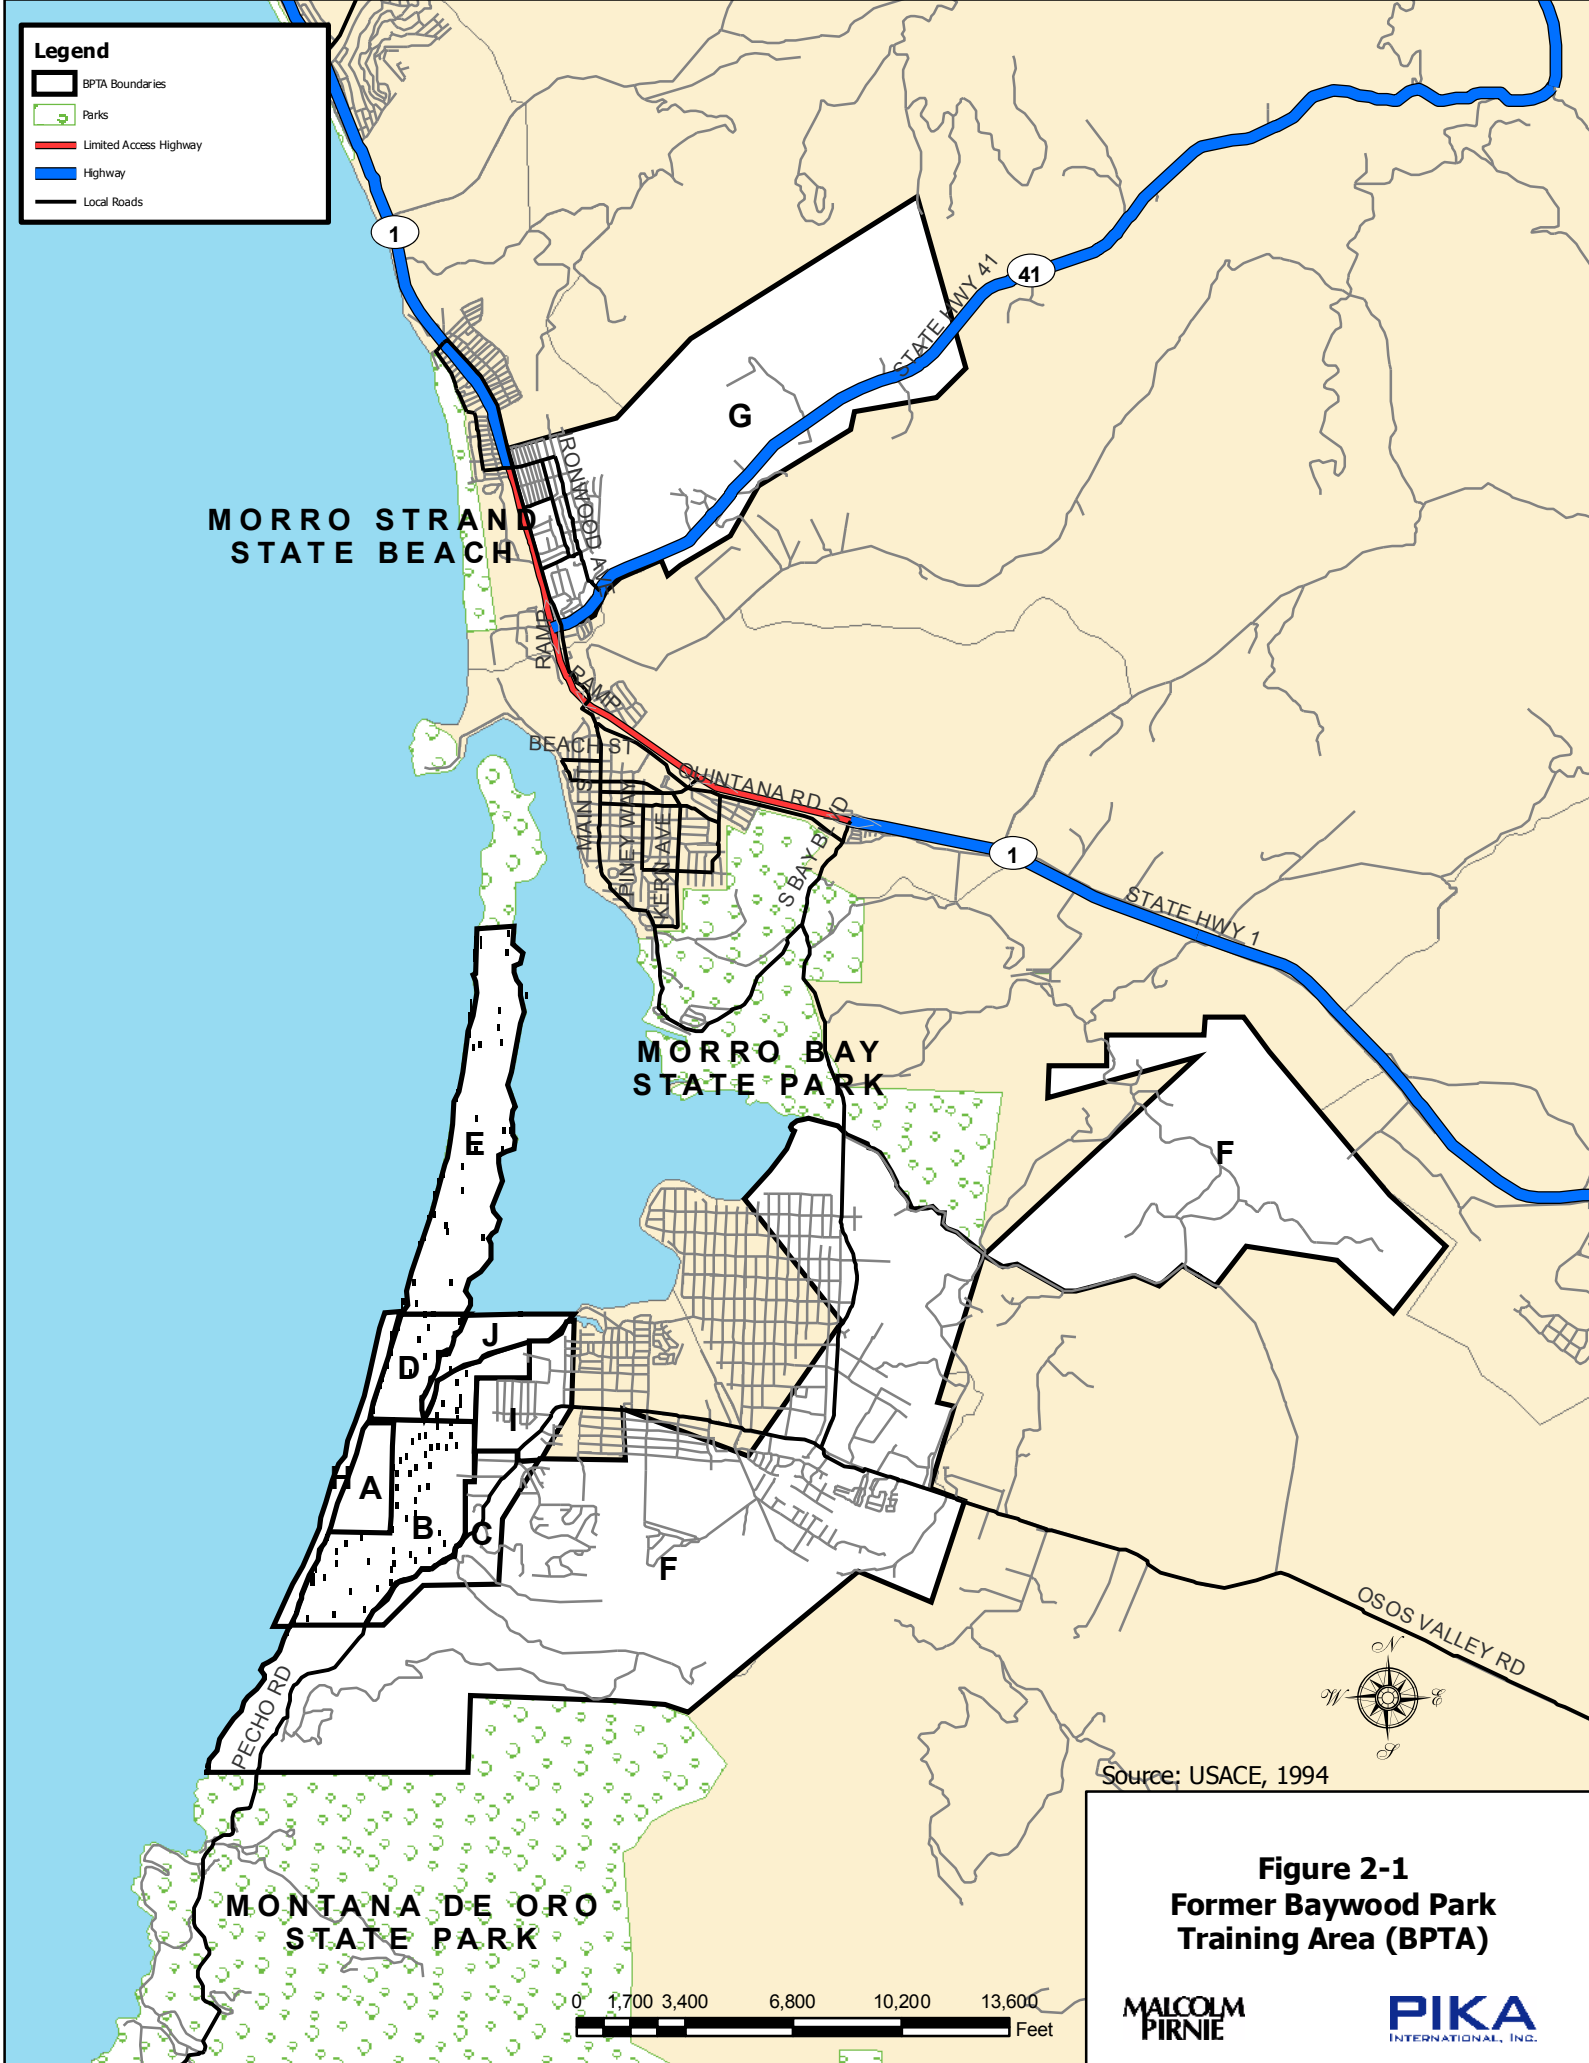 Legend
BPTA Boundaries
Parks
Limited Access Highway
Highway
Local Roads
1
41
STATE HWY 41
G
IRONWOOD AVE
MORRO STRAND
STATE BEACH
RAMP
RAMP
BEACH ST
QUINTANA RD
MAIN ST
PINEY WAY
KERN AVE
S BAY BLVD
1
STATE HWY 1
MORRO BAY
STATE PARK
E
F
J
D
I
H
A
B
C
F
OSOS VALLEY RD
N
W
E
S
PECHO RD
Source: USACE, 1994
MONTANA DE ORO
STATE PARK
0 1,700 3,400 6,800 10,200 13,600
Feet
Figure 2-1
Former Baywood Park
Training Area (BPTA)
MALCOLM
PIRNIE
PIKA
INTERNATIONAL, INC.